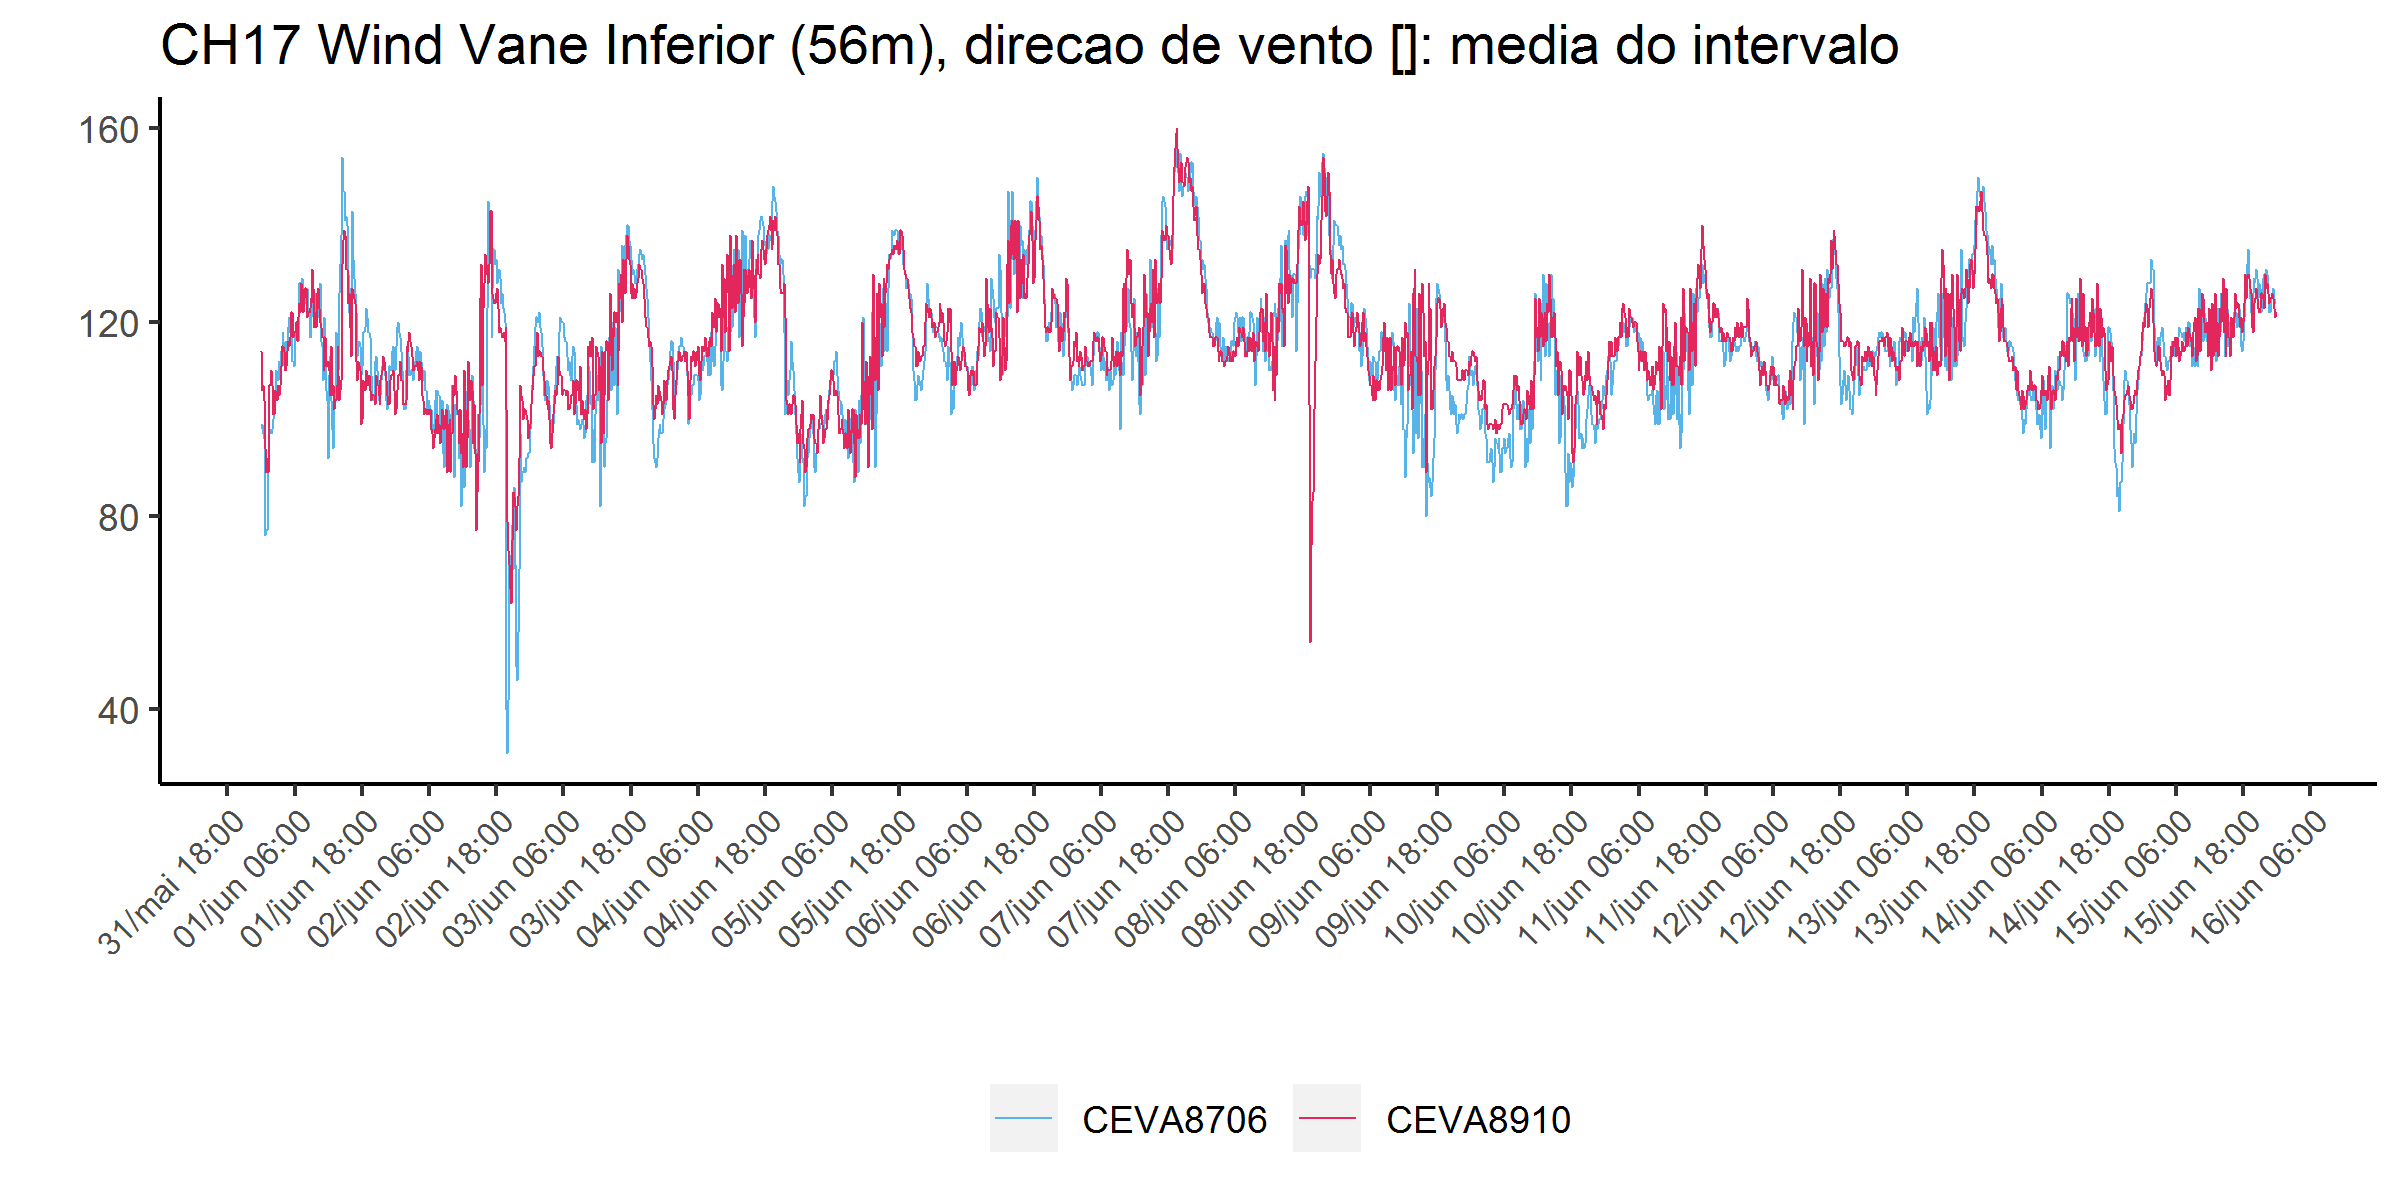 CH17 Wind Vane Inferior (56m), direcao de vento []: media do intervalo
160
120
80
40
31/mai 18:00
01/jun 06:00
01/jun 18:00
02/jun 06:00
02/jun 18:00
03/jun 06:00
03/jun 18:00
04/jun 06:00
04/jun 18:00
05/jun 06:00
05/jun 18:00
06/jun 06:00
06/jun 18:00
07/jun 06:00
07/jun 18:00
08/jun 06:00
08/jun 18:00
09/jun 06:00
09/jun 18:00
10/jun 06:00
10/jun 18:00
11/jun 06:00
11/jun 18:00
12/jun 06:00
12/jun 18:00
13/jun 06:00
13/jun 18:00
14/jun 06:00
14/jun 18:00
15/jun 06:00
15/jun 18:00
16/jun 06:00
CEVA8706
CEVA8910